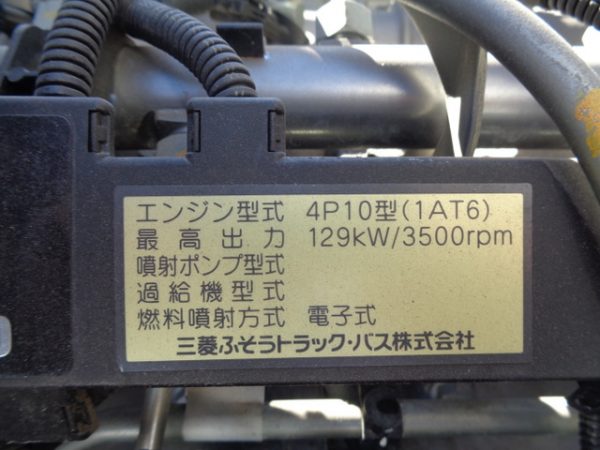 エンジン型式 4P10型(1AT6)
最高出力 129kW/3500rpm
噴射ポンプ型式
過給機型式
燃料噴射方式 電子式
三菱ふそうトラック・バス株式会社